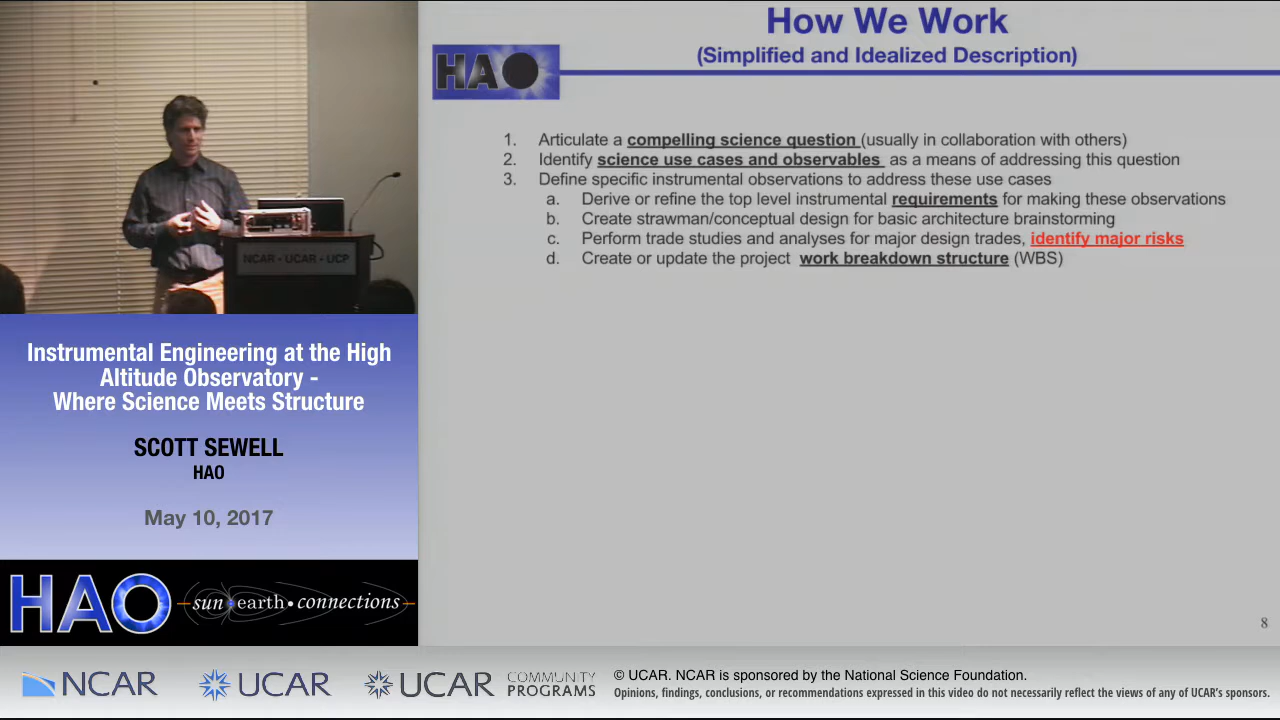 How We Work
(Simplified and Idealized Description)
HAO
1. Articulate a compelling science question (usually in collaboration with others)
2. Identify science use cases and observables as a means of addressing this question
3. Define specific instrumental observations to address these use cases
a. Derive or refine the top level instrumental requirements for making these observations
b. Create strawman/conceptual design for basic architecture brainstorming
c. Perform trade studies and analyses for major design trades, identify major risks
d. Create or update the project work breakdown structure (WBS)
8
NCAR - UCAR - UCP
Instrumental Engineering at the High
Altitude Observatory -
Where Science Meets Structure
SCOTT SEWELL
HAO
May 10, 2017
HAO
sun earth • connections
NCAR
UCAR
UCAR
COMMUNITY
PROGRAMS
© UCAR. NCAR is sponsored by the National Science Foundation.
Opinions, findings, conclusions, or recommendations expressed in this video do not necessarily reflect the views of any of UCAR's sponsors.